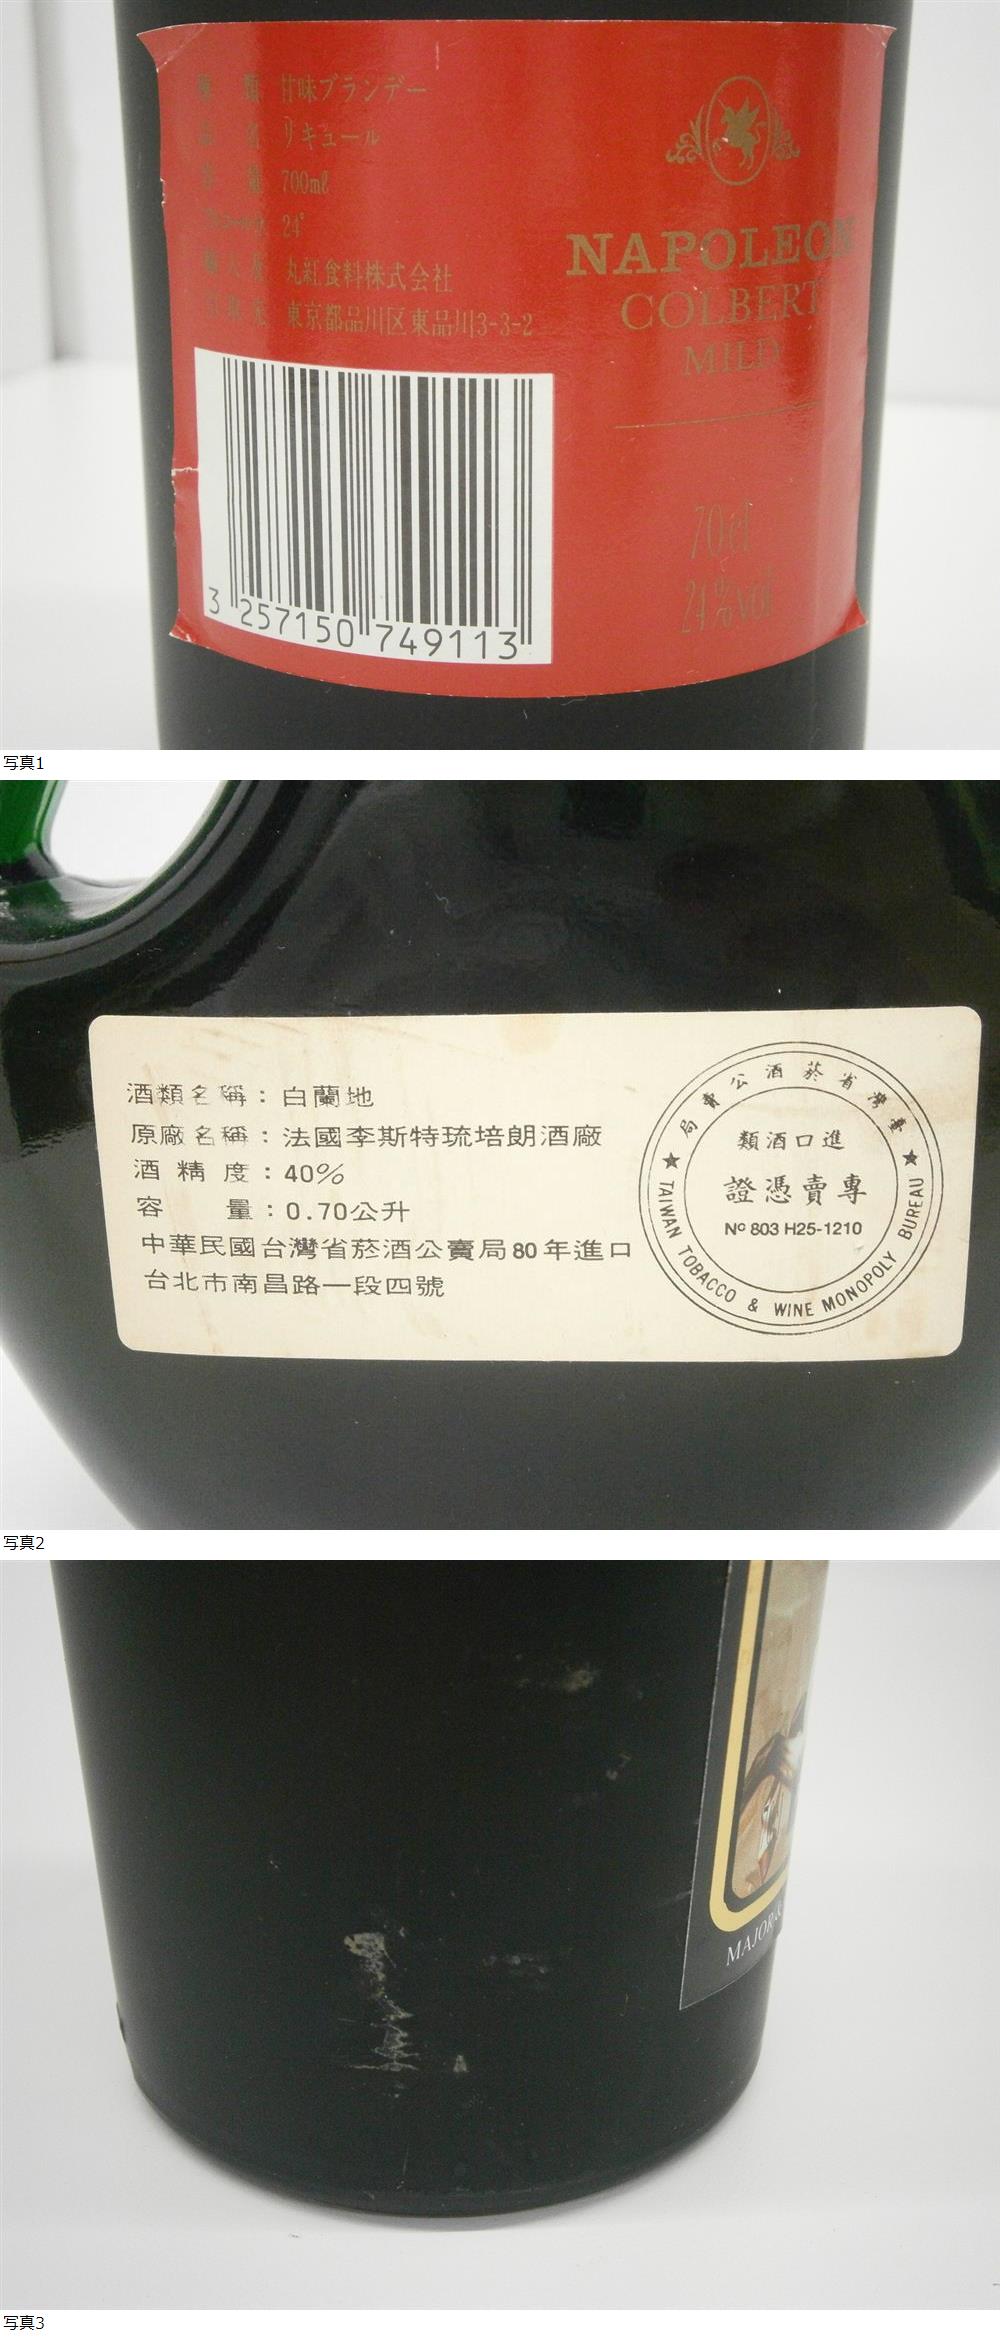 種類 甘味ブランデー
品名 リキュール
容量 700ml
24°
輸入者 丸紅食料株式会社
引取先 東京都品川区東品川3-3-2
3 257150 749113
NAPOLEON
COLBERT
MILD
70cl
24%vol
写真1
酒類名稱：白蘭地
原廠名稱：法國李斯特琉培朗酒廠
酒精度：40%
容量：0.70公升
中華民國台灣省菸酒公賣局80年進口
台北市南昌路一段四號
局賣公酒菸省灣臺
類酒口進
證憑賣專
Nº 803 H25-1210
★ TAIWAN TOBACCO & WINE MONOPOLY BUREAU ★
写真2
MAJOR
写真3